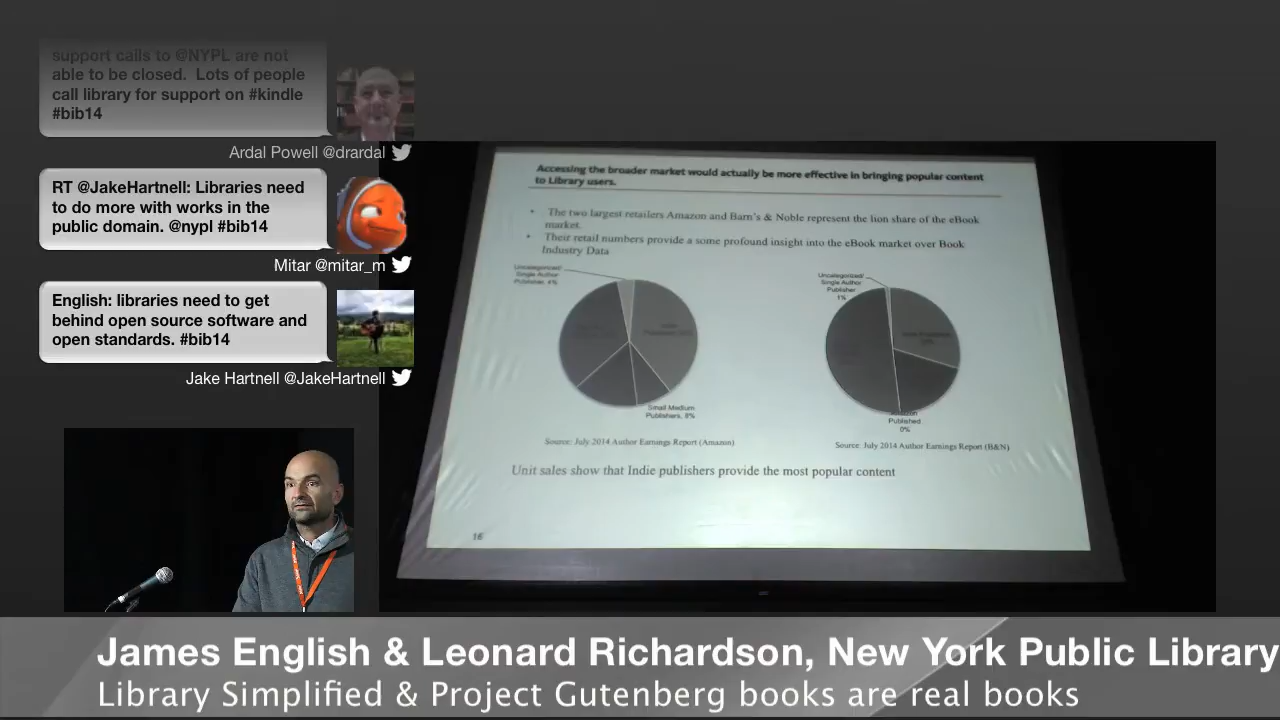 support calls to @NYPL are not
able to be closed. Lots of people
call library for support on #kindle
#bib14
Ardal Powell @drardal
RT @JakeHartnell: Libraries need
to do more with works in the
public domain. @nypl #bib14
Mitar @mitar_m
English: libraries need to get
behind open source software and
open standards. #bib14
Jake Hartnell @JakeHartnell
Accessing the broader market would actually be more effective in bringing popular content
to Library users.
• The two largest retailers Amazon and Barn's & Noble represent the lion share of the eBook
market.
• Their retail numbers provide a some profound insight into the eBook market over Book
Industry Data
Uncategorized/
Single Author
Publisher, 4%
Small Medium
Publishers, 8%
Source: July 2014 Author Earnings Report (Amazon)
Uncategorized/
Single Author
Publisher
1%
Amazon
Published
0%
Source: July 2014 Author Earnings Report (B&N)
Unit sales show that Indie publishers provide the most popular content
16
James English & Leonard Richardson, New York Public Library
Library Simplified & Project Gutenberg books are real books